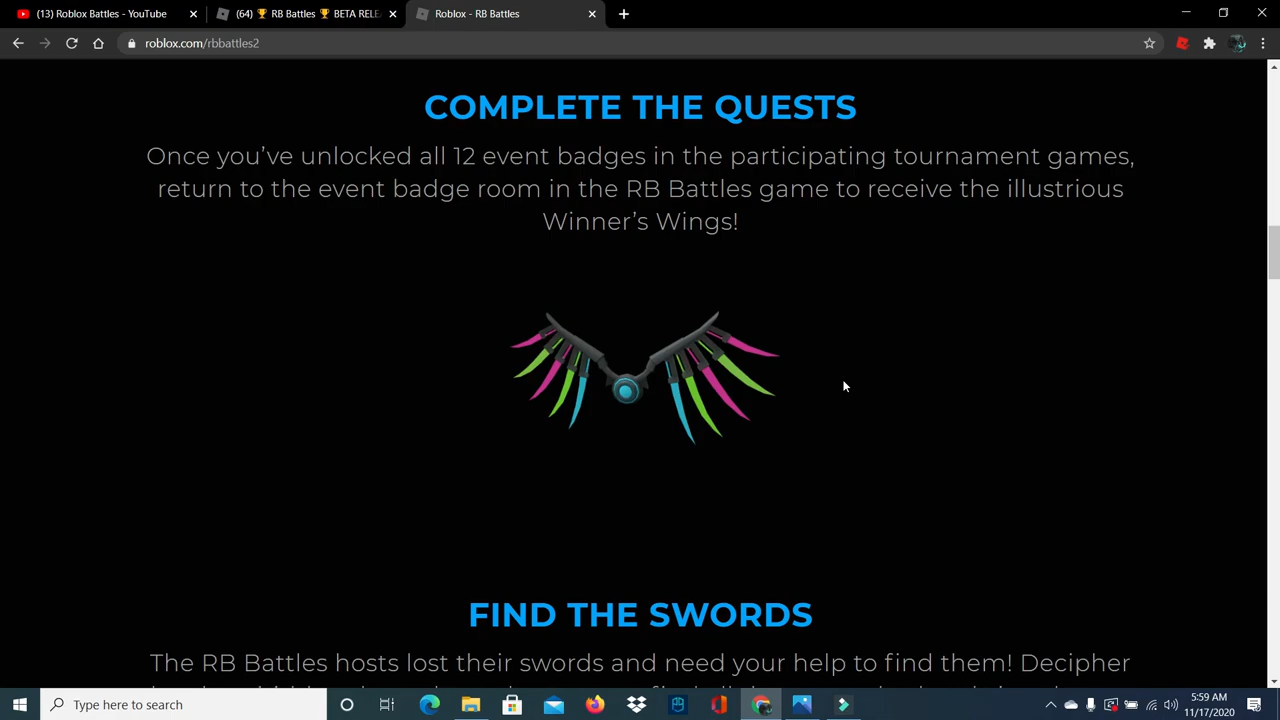 (13) Roblox Battles - YouTube
(64) 🏆 RB Battles 🏆 BETA RELE
Roblox - RB Battles
roblox.com/rbbattles2
COMPLETE THE QUESTS
Once you've unlocked all 12 event badges in the participating tournament games,
return to the event badge room in the RB Battles game to receive the illustrious
Winner's Wings!
FIND THE SWORDS
The RB Battles hosts lost their swords and need your help to find them! Decipher
Type here to search
5:59 AM
11/17/2020